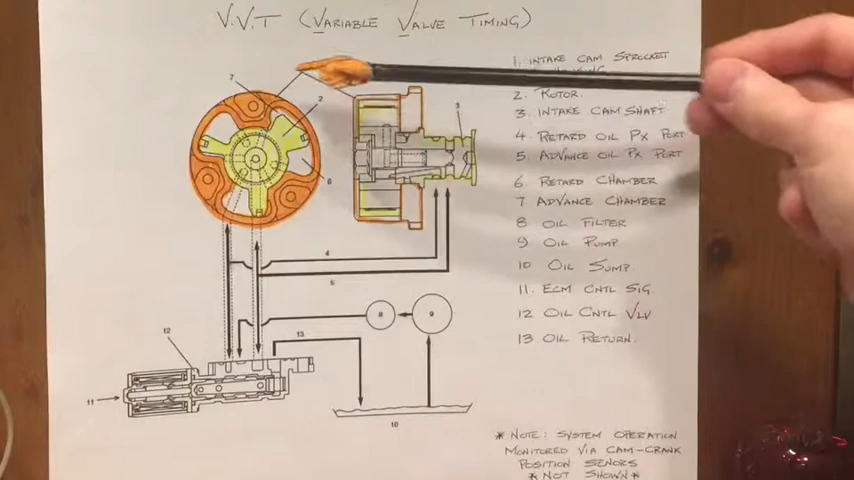 V.V.T (VARIABLE VALVE TIMING)
1. INTAKE CAM SPROCKET
HOUSING
2. ROTOR.
3 INTAKE CAM SHAFT
4 RETARD OIL PX PORT
5. ADVANCE OIL PX PORT
6. RETARD CHAMBER
7 ADVANCE CHAMBER
8 OIL FILTER
9 OIL PUMP
10 OIL SUMP.
11. ECM CNTL SIG.
12 OIL CNTL VLV
13 OIL RETURN.
7
2
3
6
4
5
8
9
13
12
11
10
* NOTE: SYSTEM OPERATION
MONITORED VIA CAM-CRANK
POSITION SENORS
* NOT SHOWN *